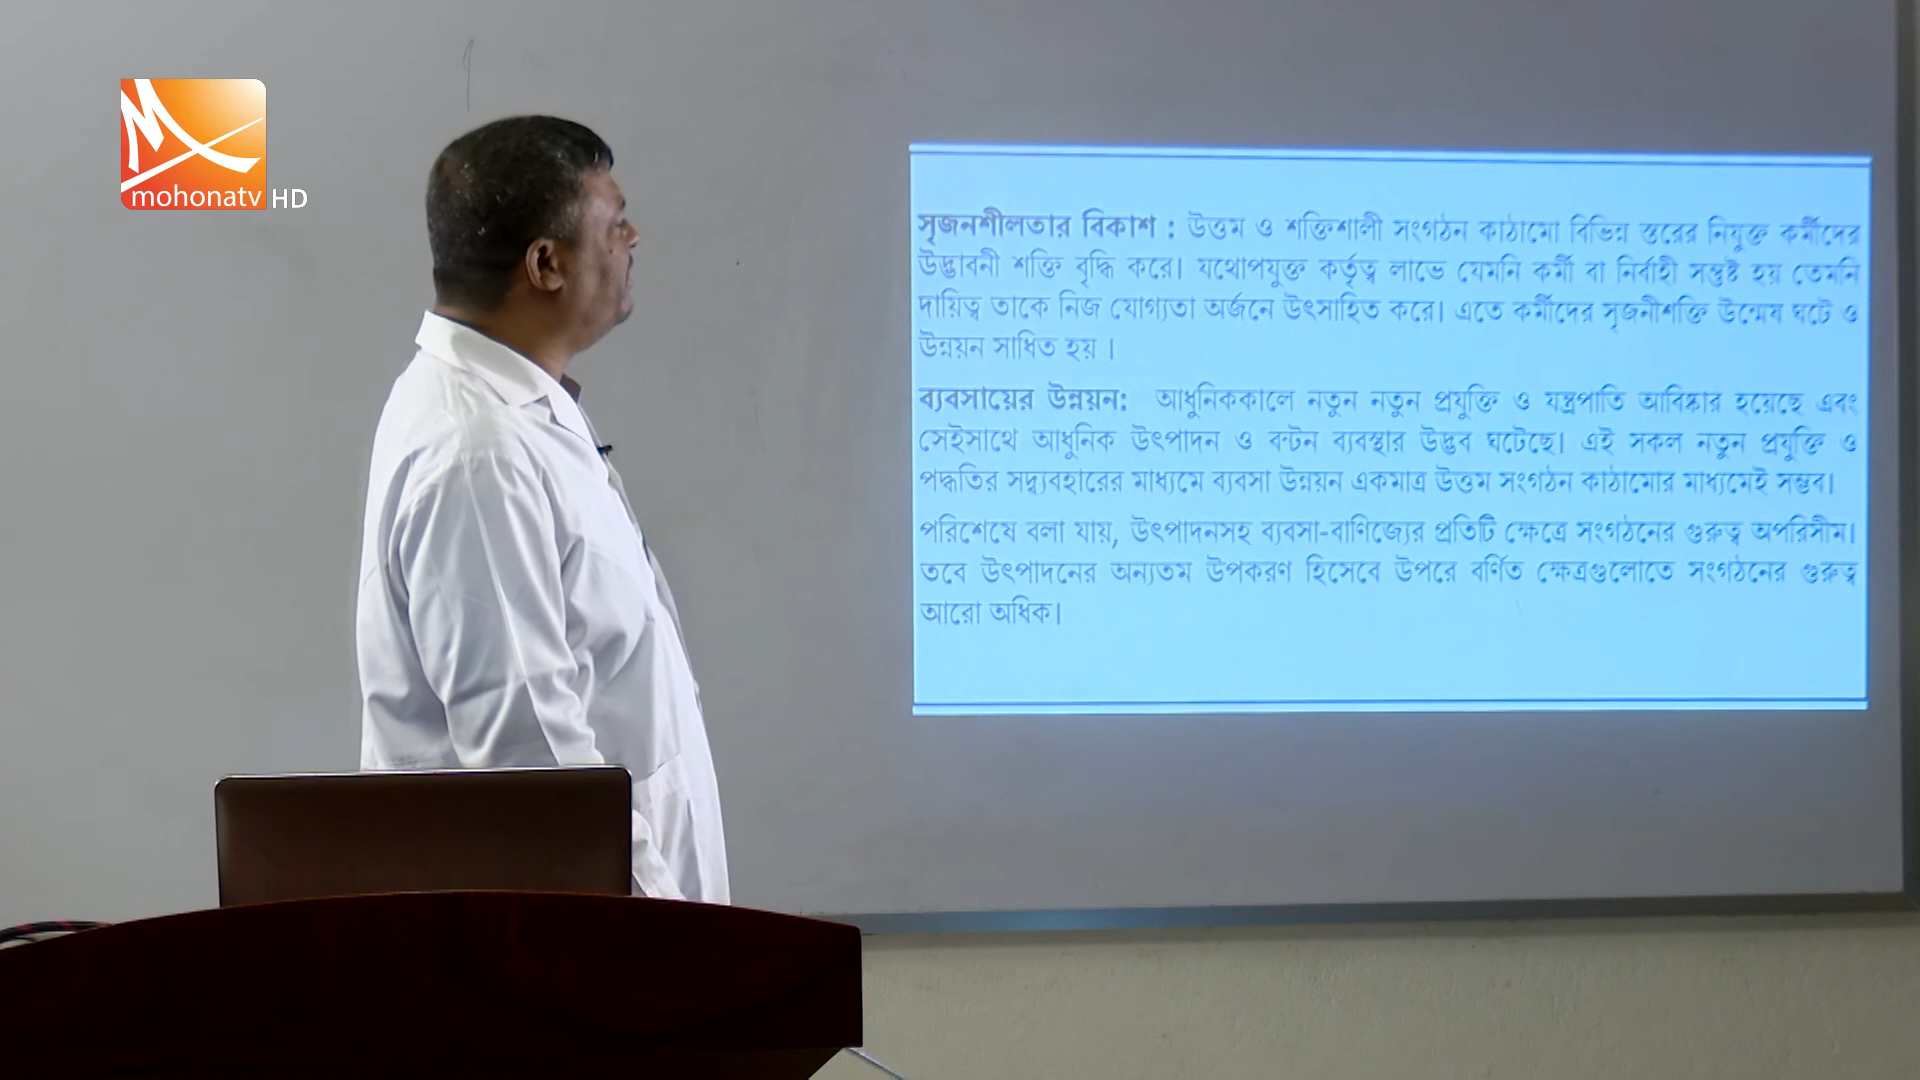 mohonatv HD
সৃজনশীলতার বিকাশ : উত্তম ও শক্তিশালী সংগঠন কাঠামো বিভিন্ন স্তরের নিযুক্ত কর্মীদের
উদ্ভাবনী শক্তি বৃদ্ধি করে। যথোপযুক্ত কর্তৃত্ব লাভে যেমনি কর্মী বা নির্বাহী সন্তুষ্ট হয় তেমনি
দায়িত্ব তাকে নিজ যোগ্যতা অর্জনে উৎসাহিত করে। এতে কর্মীদের সৃজনীশক্তি উন্মেষ ঘটে ও
উন্নয়ন সাধিত হয় ।
ব্যবসায়ের উন্নয়ন: আধুনিককালে নতুন নতুন প্রযুক্তি ও যন্ত্রপাতি আবিষ্কার হয়েছে এবং
সেইসাথে আধুনিক উৎপাদন ও বন্টন ব্যবস্থার উদ্ভব ঘটেছে। এই সকল নতুন প্রযুক্তি ও
পদ্ধতির সদ্ব্যবহারের মাধ্যমে ব্যবসা উন্নয়ন একমাত্র উত্তম সংগঠন কাঠামোর মাধ্যমেই সম্ভব।
পরিশেষে বলা যায়, উৎপাদনসহ ব্যবসা-বাণিজ্যের প্রতিটি ক্ষেত্রে সংগঠনের গুরুত্ব অপরিসীম।
তবে উৎপাদনের অন্যতম উপকরণ হিসেবে উপরে বর্ণিত ক্ষেত্রগুলোতে সংগঠনের গুরুত্ব
আরো অধিক।